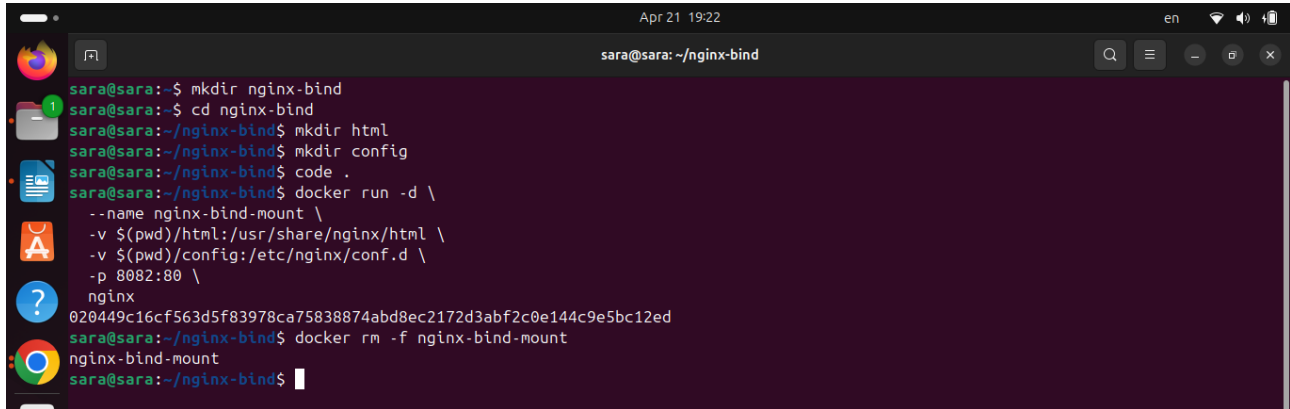 Apr 21 19:22
en
sara@sara: ~/nginx-bind
1
sara@sara:~$ mkdir nginx-bind
sara@sara:~$ cd nginx-bind
sara@sara:~/nginx-bind$ mkdir html
sara@sara:~/nginx-bind$ mkdir config
sara@sara:~/nginx-bind$ code .
sara@sara:~/nginx-bind$ docker run -d \
  --name nginx-bind-mount \
  -v $(pwd)/html:/usr/share/nginx/html \
  -v $(pwd)/config:/etc/nginx/conf.d \
  -p 8082:80 \
  nginx
020449c16cf563d5f83978ca75838874abd8ec2172d3abf2c0e144c9e5bc12ed
sara@sara:~/nginx-bind$ docker rm -f nginx-bind-mount
nginx-bind-mount
sara@sara:~/nginx-bind$